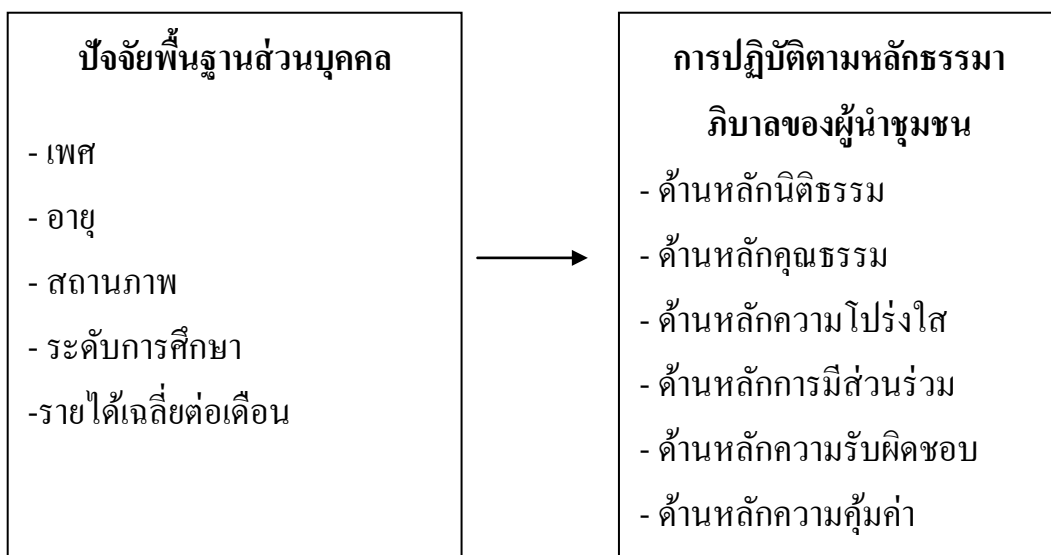 ปัจจัยพื้นฐานส่วนบุคคล
- เพศ
- อายุ
- สถานภาพ
- ระดับการศึกษา
-รายได้เฉลี่ยต่อเดือน
การปฏิบัติตามหลักธรรมา
ภิบาลของผู้นำชุมชน
- ด้านหลักนิติธรรม
- ด้านหลักคุณธรรม
- ด้านหลักความโปร่งใส
- ด้านหลักการมีส่วนร่วม
- ด้านหลักความรับผิดชอบ
- ด้านหลักความคุ้มค่า